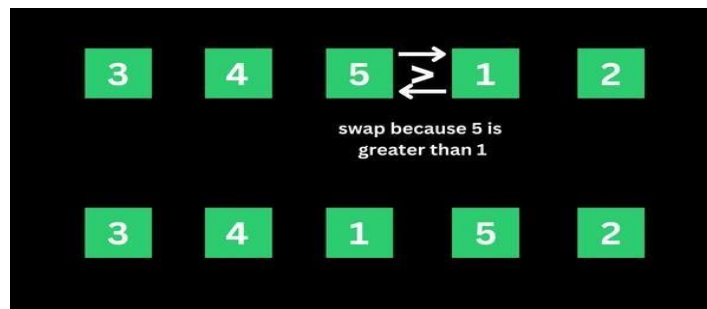 3 4 5 > 1 2
swap because 5 is
greater than 1
3 4 1 5 2